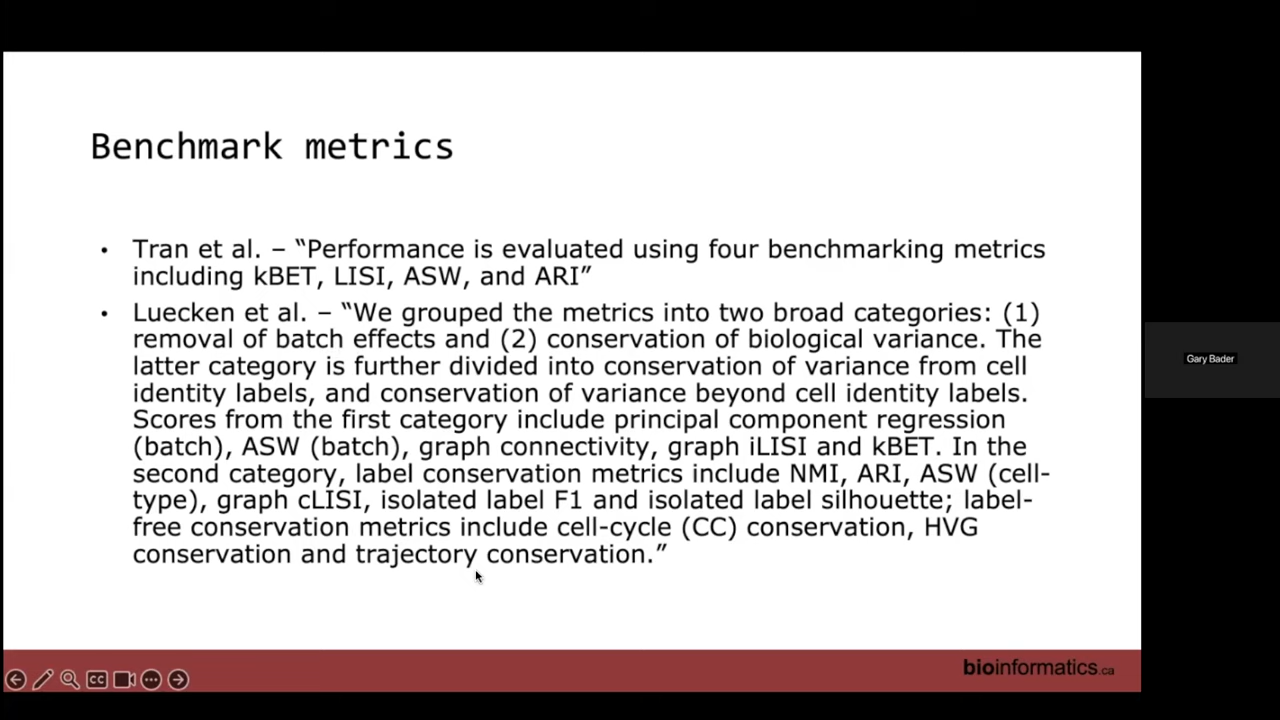 Benchmark metrics
• Tran et al. – “Performance is evaluated using four benchmarking metrics
including kBET, LISI, ASW, and ARI”
• Luecken et al. – “We grouped the metrics into two broad categories: (1)
removal of batch effects and (2) conservation of biological variance. The
latter category is further divided into conservation of variance from cell
identity labels, and conservation of variance beyond cell identity labels.
Scores from the first category include principal component regression
(batch), ASW (batch), graph connectivity, graph iLISI and kBET. In the
second category, label conservation metrics include NMI, ARI, ASW (cell-
type), graph cLISI, isolated label F1 and isolated label silhouette; label-
free conservation metrics include cell-cycle (CC) conservation, HVG
conservation and trajectory conservation.”
Gary Bader
CC
bioinformatics.ca